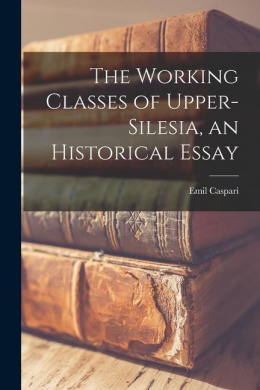 The Working
Classes of Upper-
Silesia, an
Historical Essay
Emil Caspari